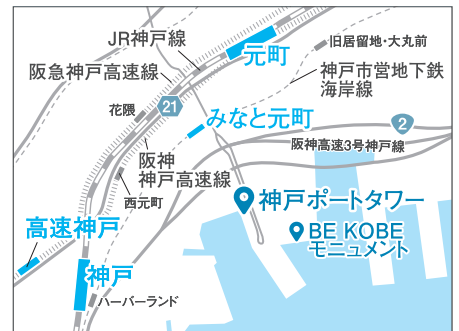 JR神戸線
元町
旧居留地・大丸前
阪急神戸高速線
神戸市営地下鉄
海岸線
花隈
21
みなと元町
2
阪神高速3号神戸線
阪神
神戸高速線
西元町
神戸ポートタワー
高速神戸
BE KOBE
モニュメント
神戸
ハーバーランド